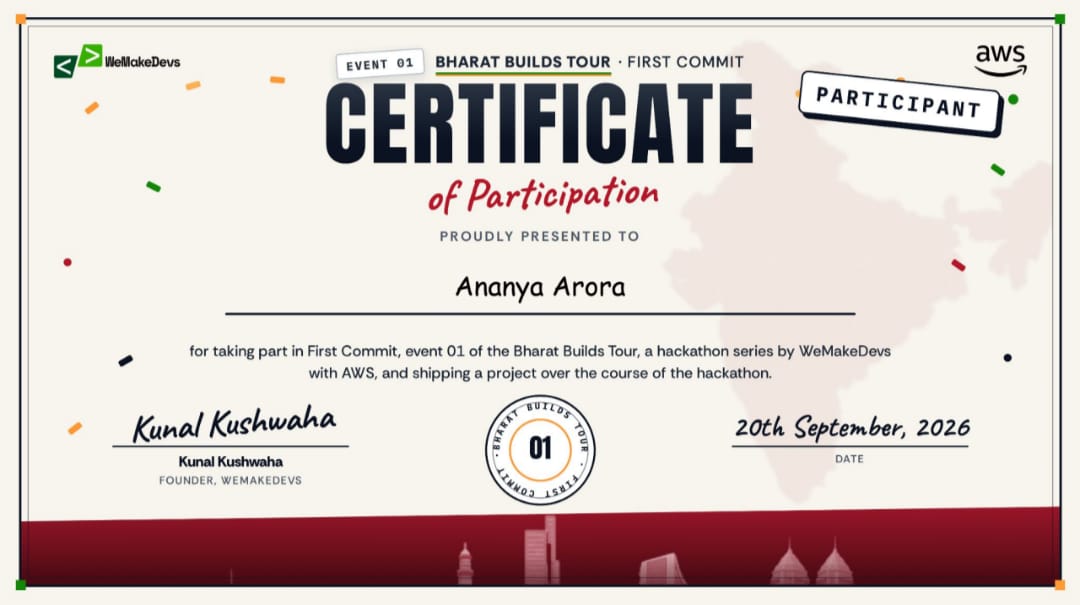 WeMakeDevs
EVENT 01
BHARAT BUILDS TOUR · FIRST COMMIT
aws
PARTICIPANT
CERTIFICATE
of Participation
PROUDLY PRESENTED TO
Ananya Arora
for taking part in First Commit, event 01 of the Bharat Builds Tour, a hackathon series by WeMakeDevs
with AWS, and shipping a project over the course of the hackathon.
Kunal Kushwaha
Kunal Kushwaha
FOUNDER, WEMAKEDEVS
BHARAT BUILDS TOUR · FIRST COMMIT ·
01
20th September, 2026
DATE